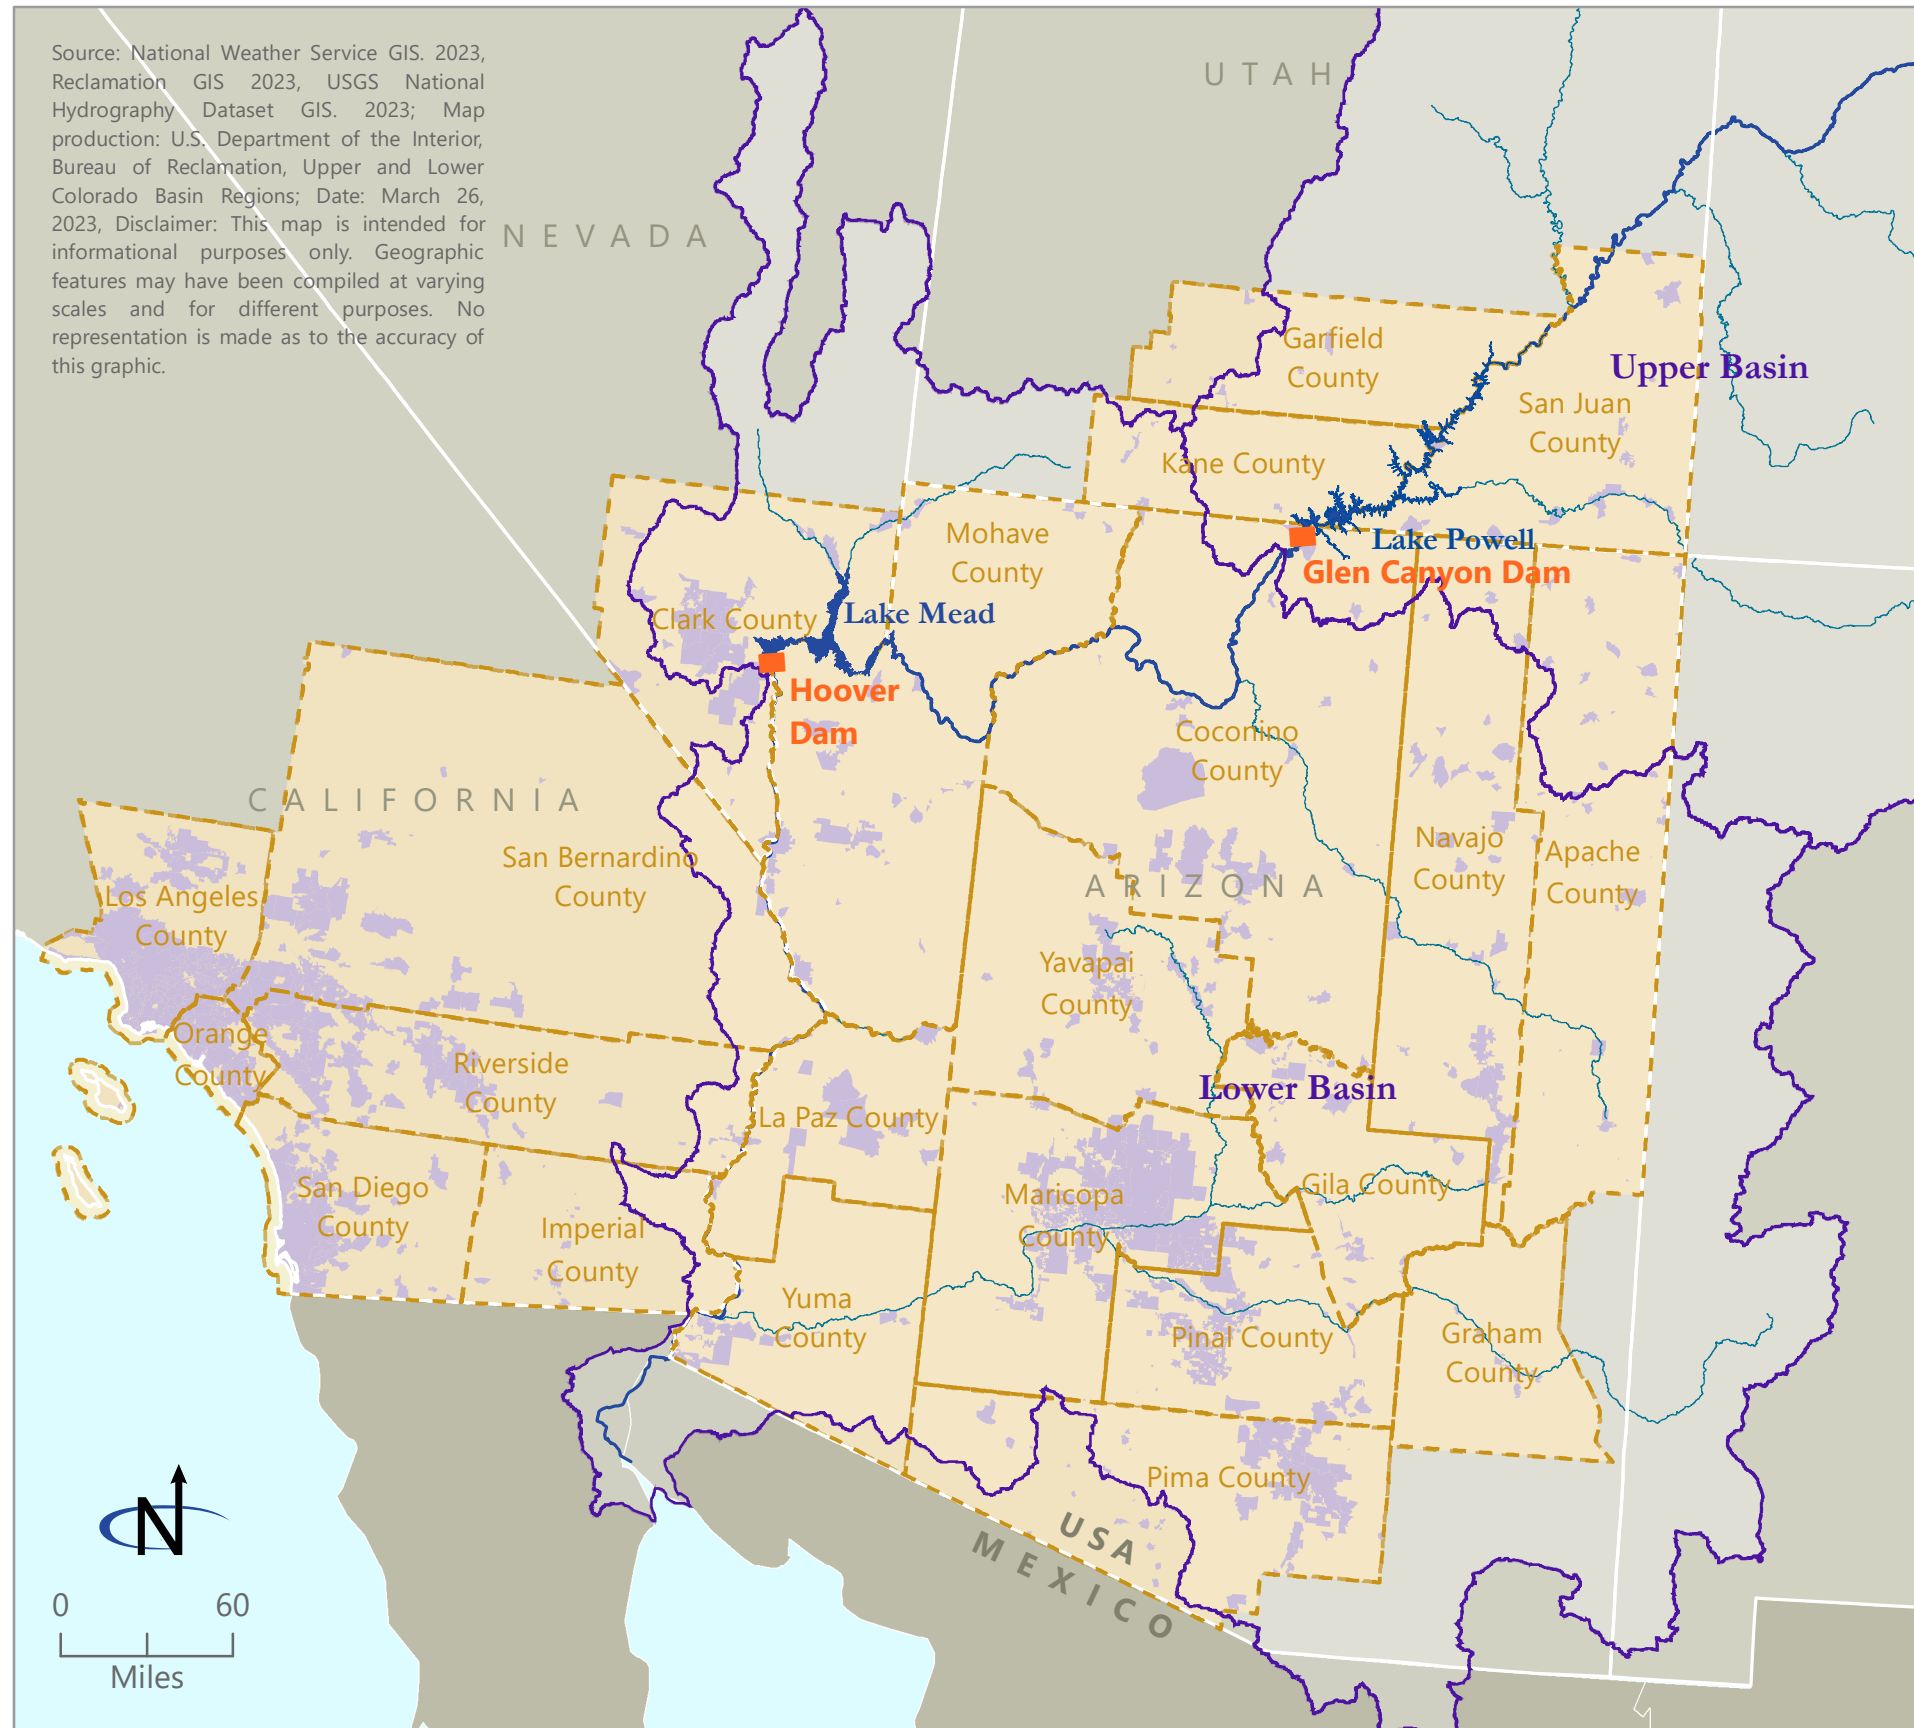 Source: National Weather Service GIS. 2023,
Reclamation GIS 2023, USGS National
Hydrography Dataset GIS. 2023; Map
production: U.S. Department of the Interior,
Bureau of Reclamation, Upper and Lower
Colorado Basin Regions; Date: March 26,
2023, Disclaimer: This map is intended for
informational purposes only. Geographic
features may have been compiled at varying
scales and for different purposes. No
representation is made as to the accuracy of
this graphic.
UTAH
NEVADA
Garfield
County
Upper Basin
San Juan
County
Kane County
Mohave
County
Lake Powell
Glen Canyon Dam
Clark County
Lake Mead
Hoover
Dam
Coconino
County
CALIFORNIA
San Bernardino
County
Navajo
County
Apache
County
ARIZONA
Los Angeles
County
Yavapai
County
Orange
County
Riverside
County
Lower Basin
La Paz County
San Diego
County
Maricopa
County
Gila County
Imperial
County
Yuma
County
Pinal County
Graham
County
Pima County
USA
MEXICO
N
0 60
Miles